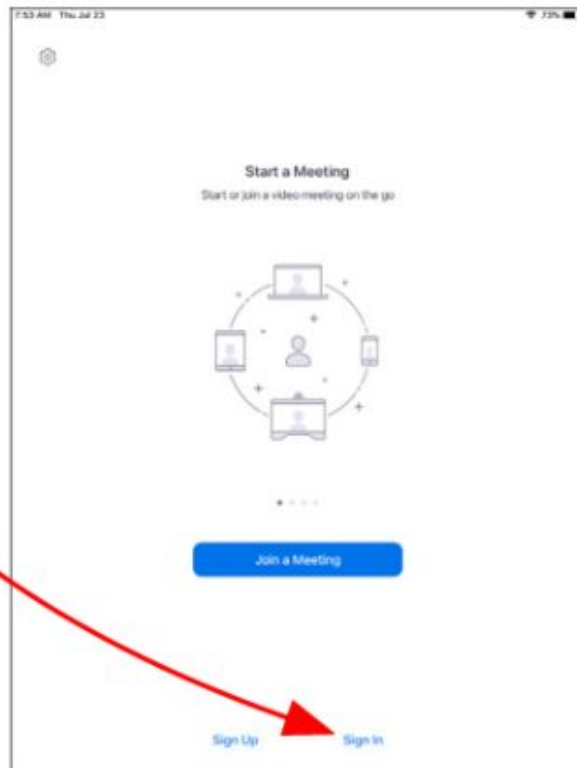 7:53 AM Thu Jul 23
73%
Start a Meeting
Start or join a video meeting on the go
Join a Meeting
Sign Up
Sign In